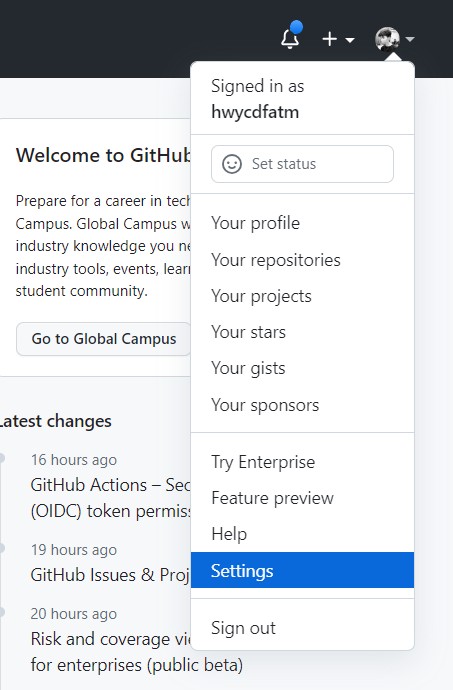 Signed in as
hwycdfatm
Set status
Your profile
Your repositories
Your projects
Your stars
Your gists
Your sponsors
Try Enterprise
Feature preview
Help
Settings
Sign out
Welcome to GitHub
Prepare for a career in tech
Campus. Global Campus w
industry knowledge you ne
industry tools, events, lear
student community.
Go to Global Campus
Latest changes
16 hours ago
GitHub Actions – Sec
(OIDC) token permis
19 hours ago
GitHub Issues & Proj
20 hours ago
Risk and coverage vi
for enterprises (public beta)